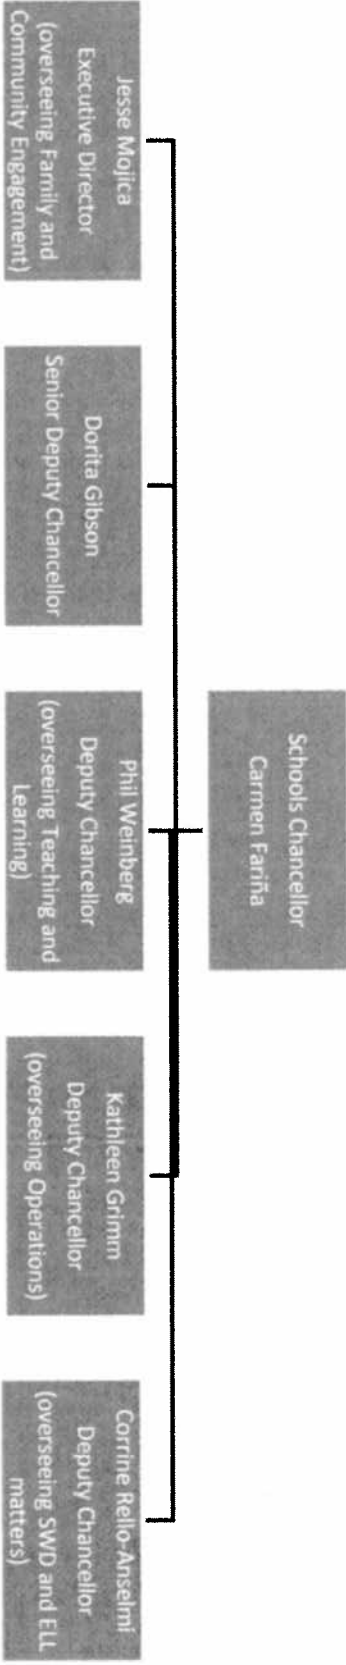 Schools Chancellor
Carmen Fariña
Jesse Mojica
Executive Director
(overseeing Family and
Community Engagement)
Dorita Gibson
Senior Deputy Chancellor
Phil Weinberg
Deputy Chancellor
(overseeing Teaching and
Learning)
Kathleen Grimm
Deputy Chancellor
(overseeing Operations)
Corrine Rello-Anselmi
Deputy Chancellor
(overseeing SWD and ELL
matters)